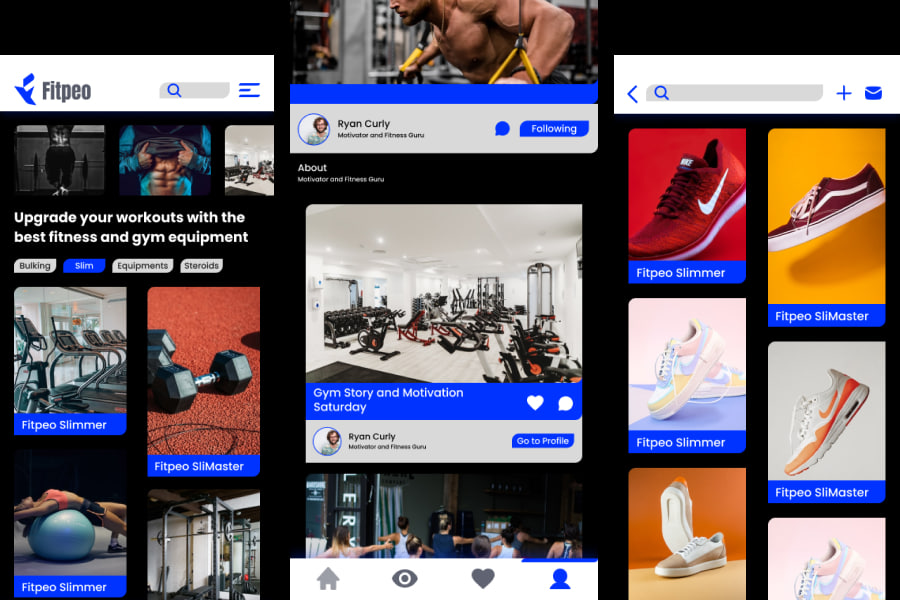 Fitpeo
Upgrade your workouts with the
best fitness and gym equipment
Bulking
Slim
Equipments
Steroids
Fitpeo Slimmer
Fitpeo SliMaster
Fitpeo Slimmer
Ryan Curly
Motivator and Fitness Guru
Following
About
Motivator and Fitness Guru
Gym Story and Motivation
Saturday
Ryan Curly
Motivator and Fitness Guru
Go to Profile
LERY
NIKE
Fitpeo Slimmer
Fitpeo SliMaster
Fitpeo Slimmer
Fitpeo SliMaster